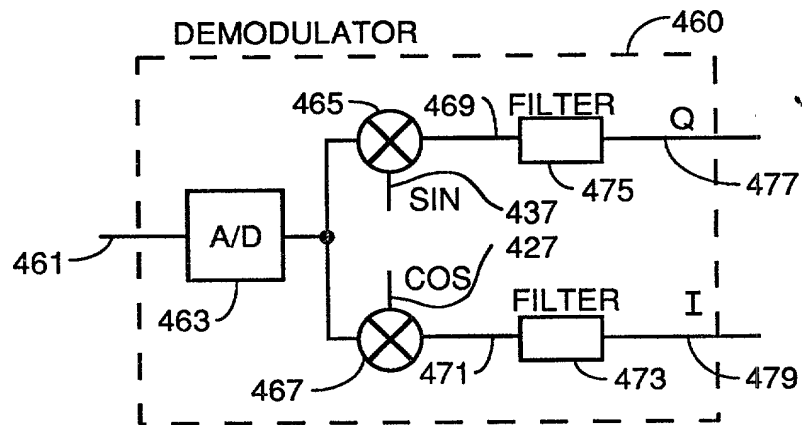 DEMODULATOR
460
465
469
FILTER
Q
SIN
437
475
477
A/D
461
463
427
COS
FILTER
I
467
471
473
479